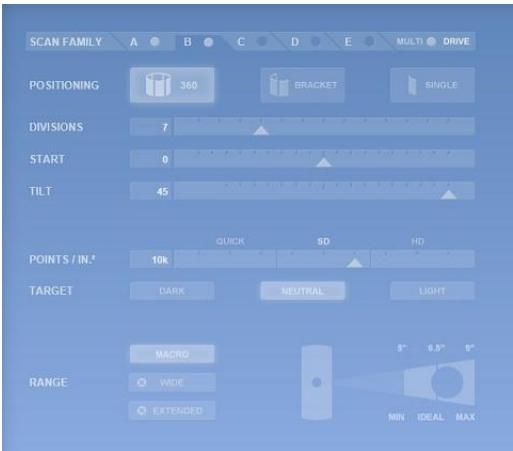 SCAN FAMILY A B C D E MULTI DRIVE
POSITIONING 360 BRACKET SINGLE
DIVISIONS 7
START 0
TILT 45
QUICK SD HD
POINTS / IN.² 10k
TARGET DARK NEUTRAL LIGHT
MACRO
5" 6.5" 9"
RANGE WIDE
EXTENDED
MIN IDEAL MAX